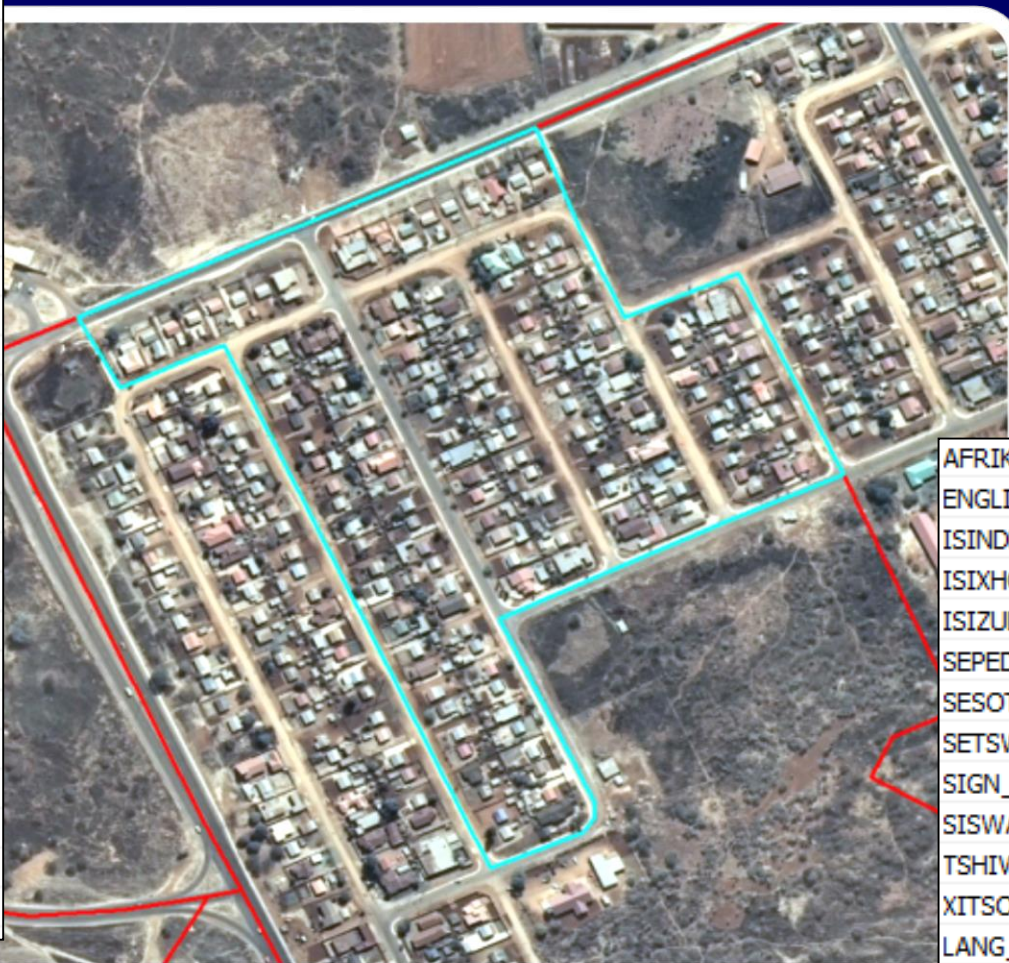 AFRIK
ENGLI
ISIND
ISIXH
ISIZU
SEPED
SESOT
SETSW
SIGN_
SISWA
TSHIV
XITSO
LANG_